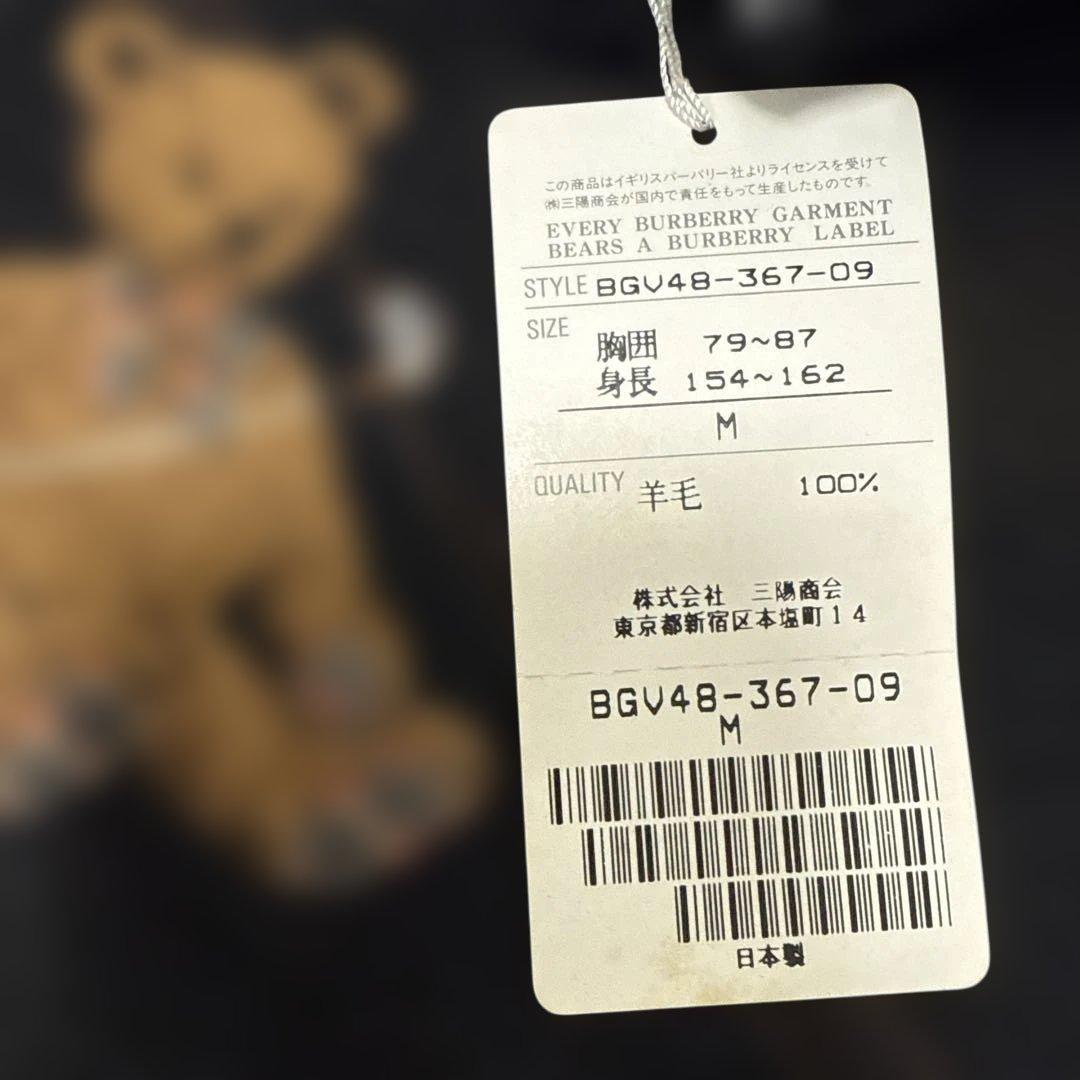 この商品はイギリスバーバリー社よりライセンスを受けて
㈱三陽商会が国内で責任をもって生産したものです。
EVERY BURBERRY GARMENT
BEARS A BURBERRY LABEL
STYLE BGV48-367-09
SIZE
胸囲 79~87
身長 154~162
M
QUALITY 羊毛 100%
株式会社 三陽商会
東京都新宿区本塩町14
BGV48-367-09
M
日本製